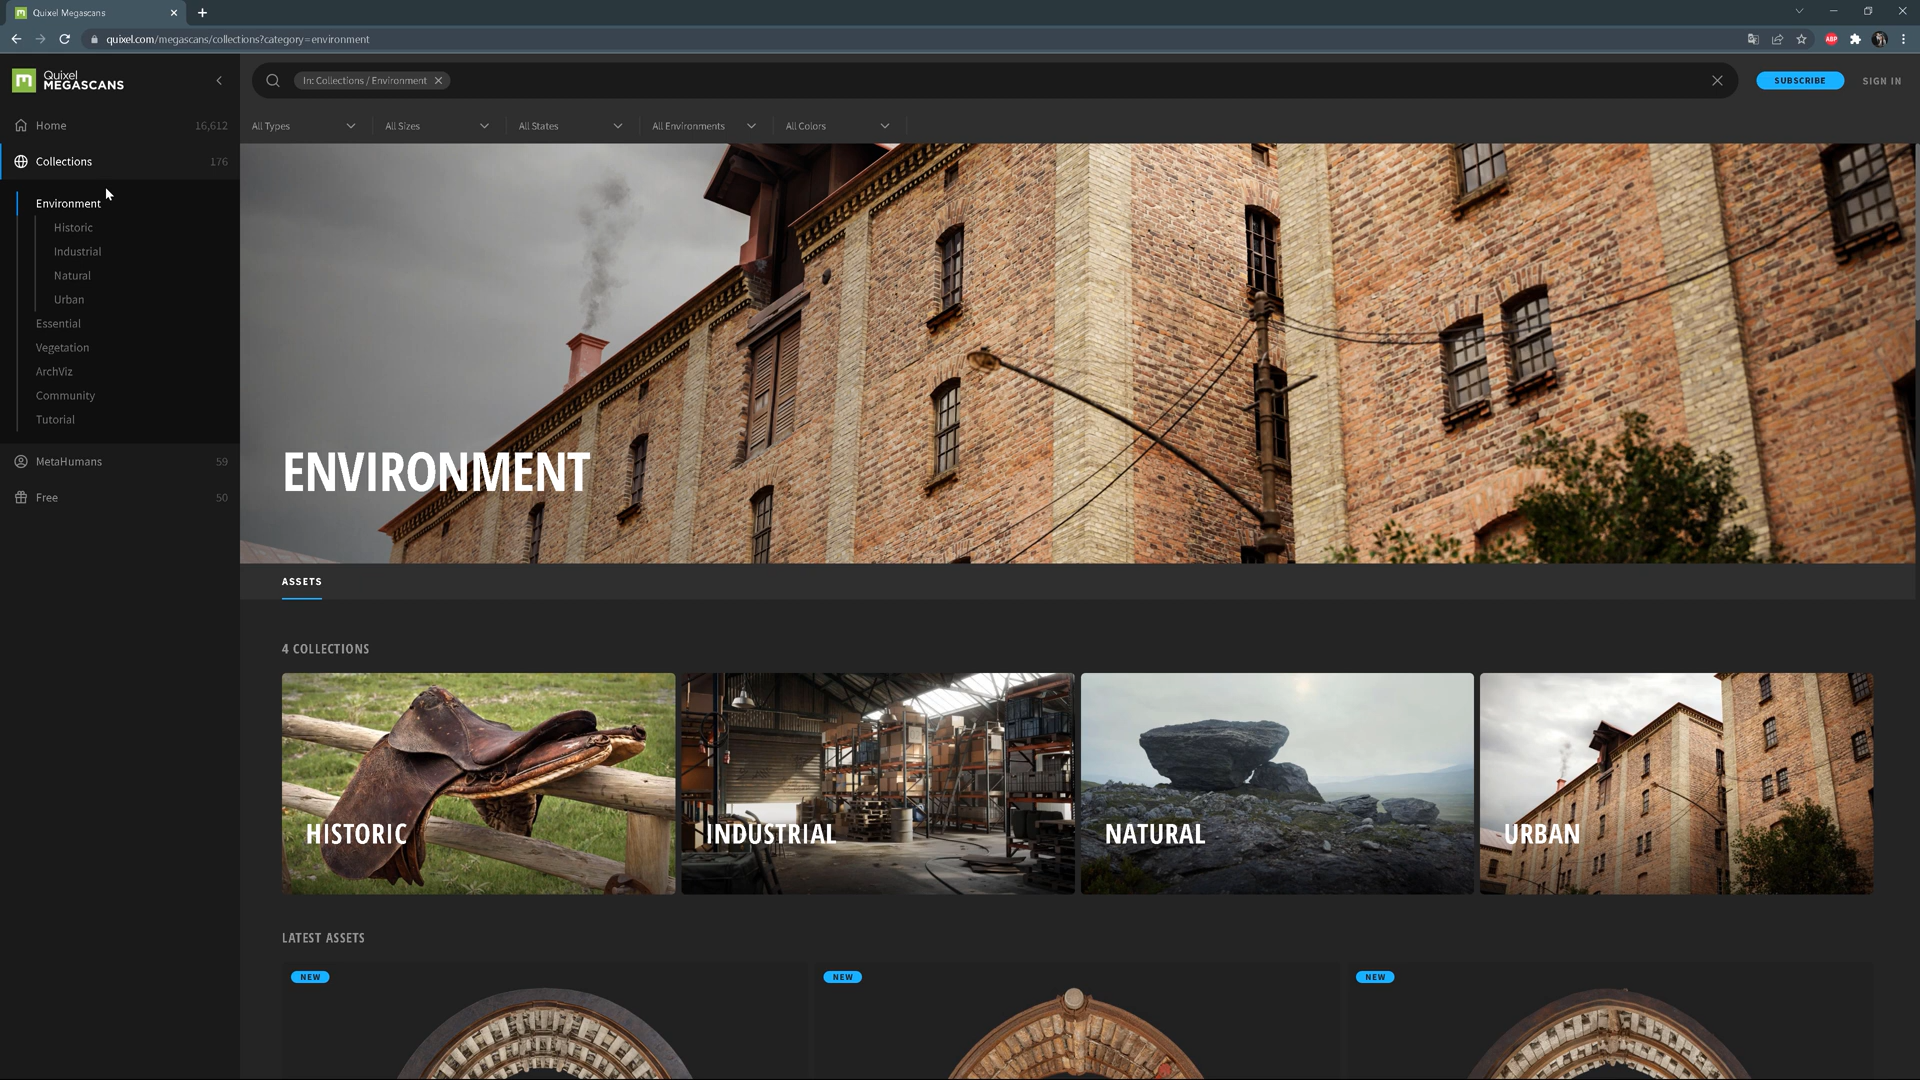 Quixel Megascans
quixel.com/megascans/collections?category=environment
ABP
Quixel
MEGASCANS
In: Collections / Environment
SUBSCRIBE
SIGN IN
All Types
All Sizes
All States
All Environments
All Colors
Home 16,612
Collections 176
Environment
Historic
Industrial
Natural
Urban
Essential
Vegetation
ArchViz
Community
Tutorial
MetaHumans 59
Free 50
ENVIRONMENT
ASSETS
4 COLLECTIONS
HISTORIC
INDUSTRIAL
NATURAL
URBAN
LATEST ASSETS
NEW
NEW
NEW